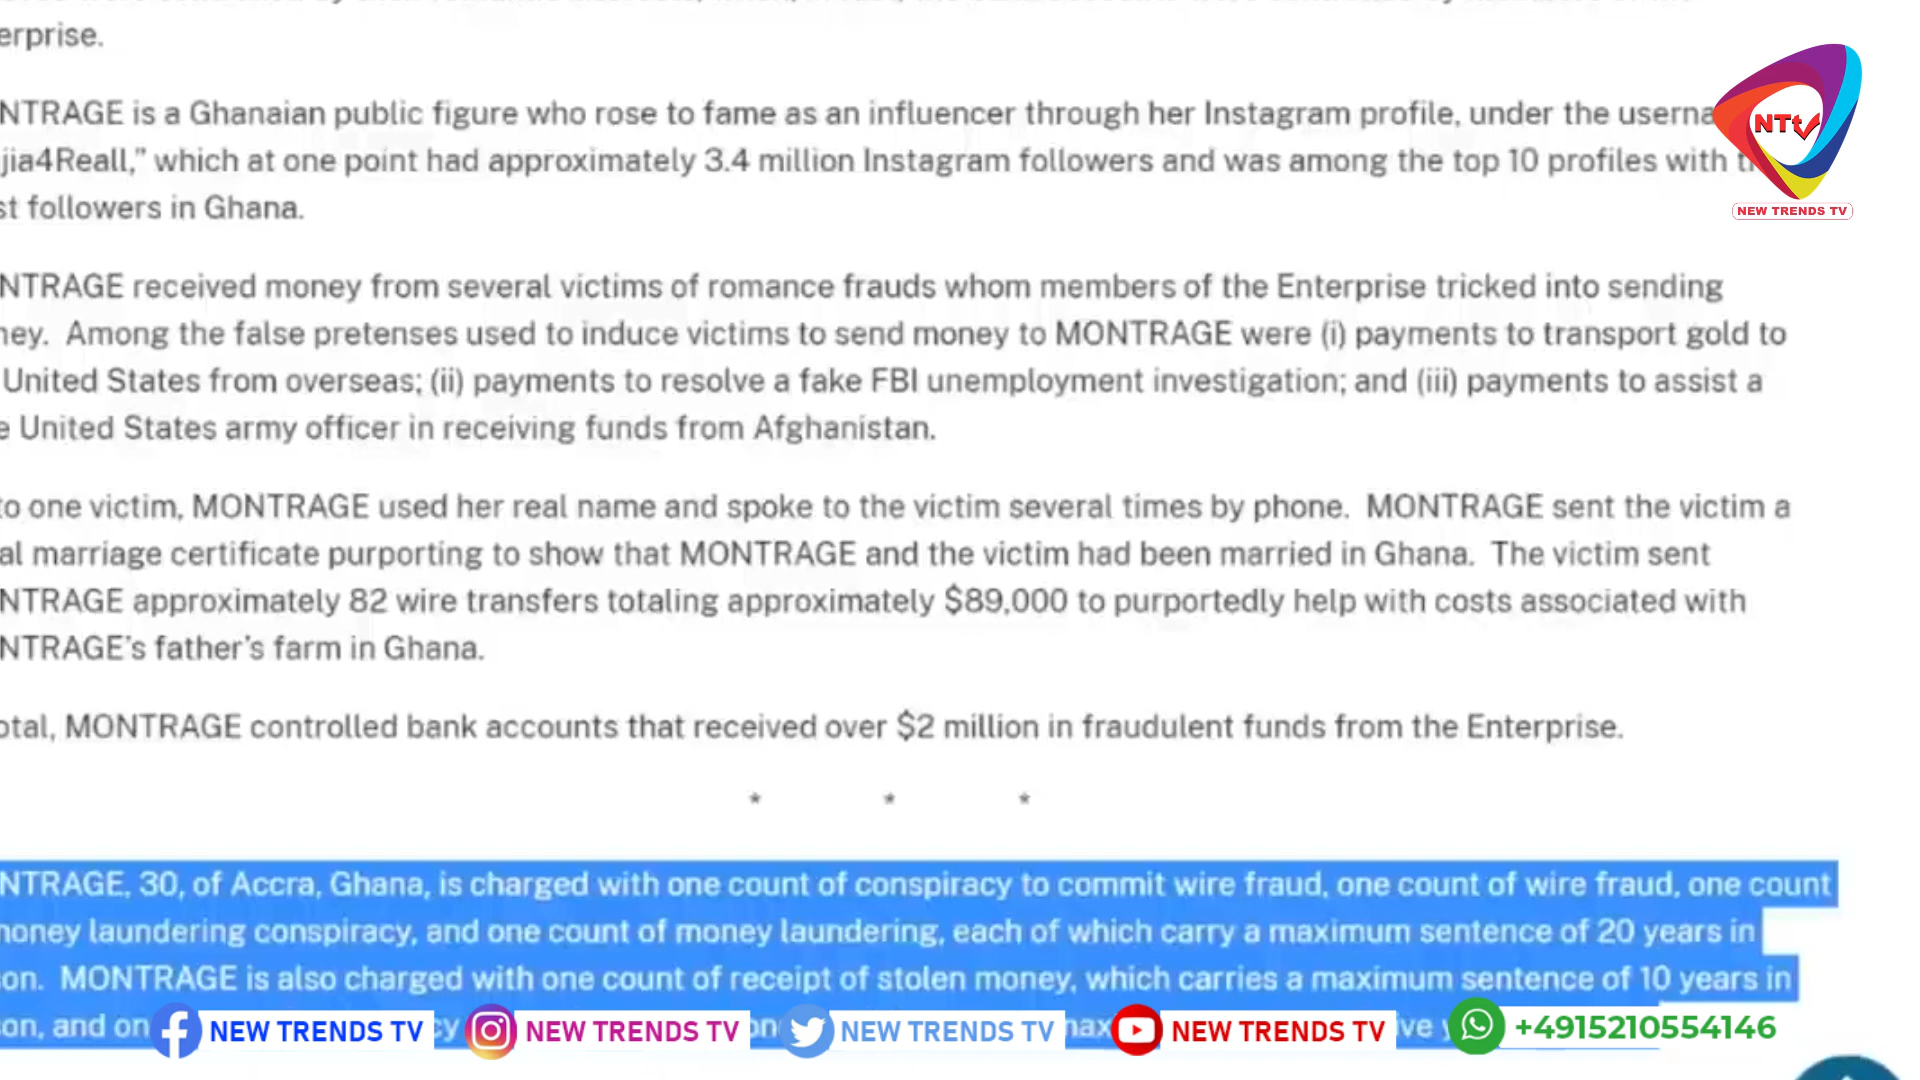 erprise.
NTRAGE is a Ghanaian public figure who rose to fame as an influencer through her Instagram profile, under the userna
jia4Reall,” which at one point had approximately 3.4 million Instagram followers and was among the top 10 profiles with t
st followers in Ghana.
NTRAGE received money from several victims of romance frauds whom members of the Enterprise tricked into sending
ney. Among the false pretenses used to induce victims to send money to MONTRAGE were (i) payments to transport gold to
United States from overseas; (ii) payments to resolve a fake FBI unemployment investigation; and (iii) payments to assist a
e United States army officer in receiving funds from Afghanistan.
to one victim, MONTRAGE used her real name and spoke to the victim several times by phone. MONTRAGE sent the victim a
al marriage certificate purporting to show that MONTRAGE and the victim had been married in Ghana. The victim sent
NTRAGE approximately 82 wire transfers totaling approximately $89,000 to purportedly help with costs associated with
NTRAGE’s father’s farm in Ghana.
otal, MONTRAGE controlled bank accounts that received over $2 million in fraudulent funds from the Enterprise.
* * *
NTRAGE, 30, of Accra, Ghana, is charged with one count of conspiracy to commit wire fraud, one count of wire fraud, one count
money laundering conspiracy, and one count of money laundering, each of which carry a maximum sentence of 20 years in
son. MONTRAGE is also charged with one count of receipt of stolen money, which carries a maximum sentence of 10 years in
on, and on cy on max ive y
NTV
NEW TRENDS TV
NEW TRENDS TV
NEW TRENDS TV
NEW TRENDS TV
NEW TRENDS TV
+4915210554146